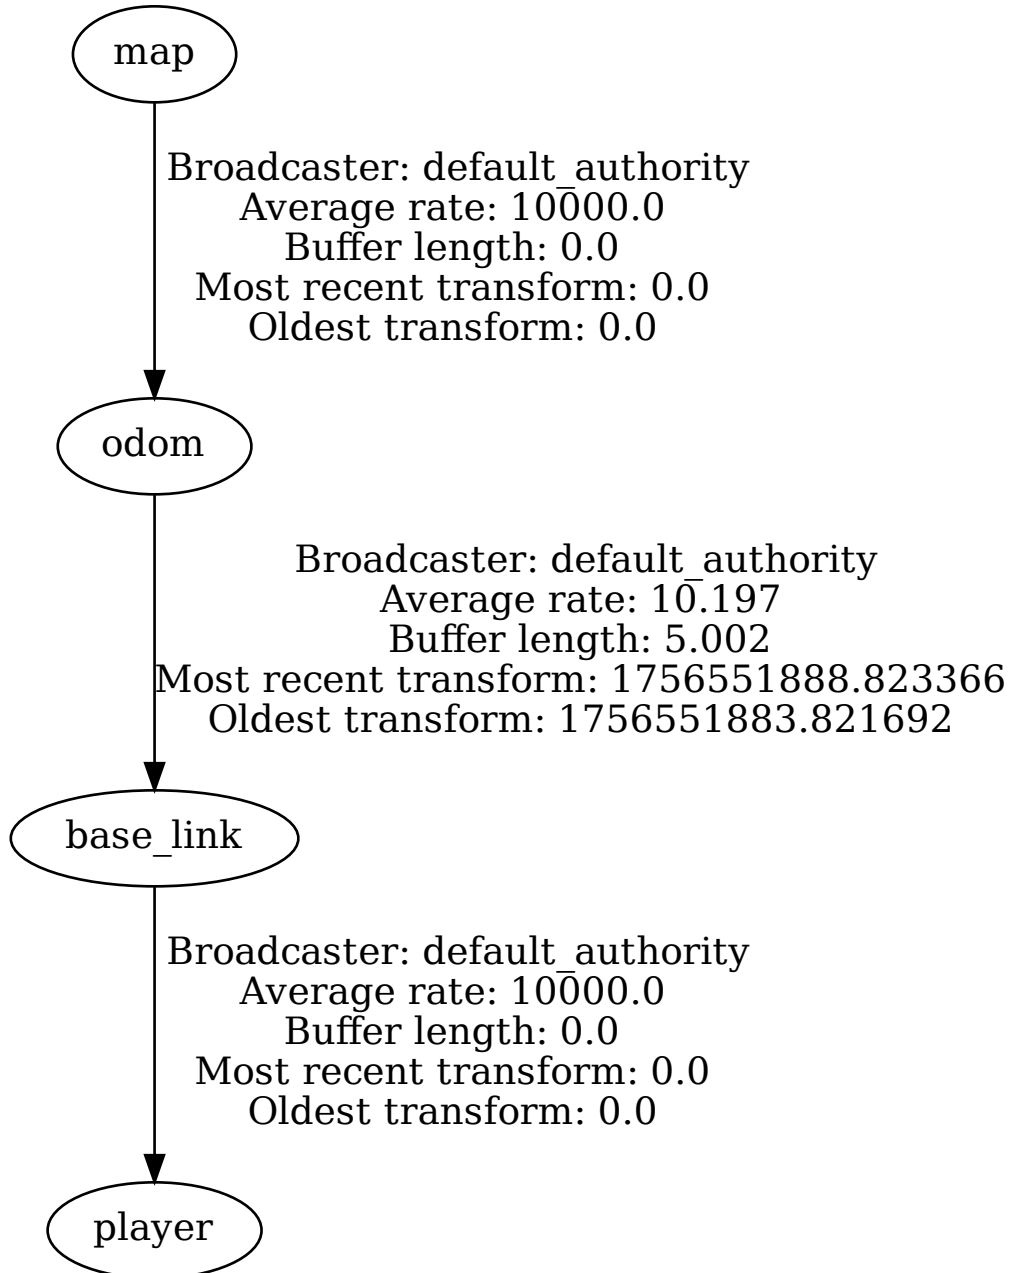 map
Broadcaster: default_authority
Average rate: 10000.0
Buffer length: 0.0
Most recent transform: 0.0
Oldest transform: 0.0
odom
Broadcaster: default_authority
Average rate: 10.197
Buffer length: 5.002
Most recent transform: 1756551888.823366
Oldest transform: 1756551883.821692
base_link
Broadcaster: default_authority
Average rate: 10000.0
Buffer length: 0.0
Most recent transform: 0.0
Oldest transform: 0.0
player